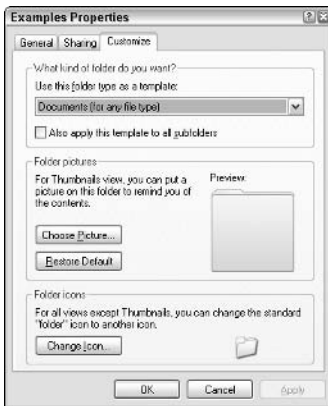 Examples Properties
General Sharing Customize
What kind of folder do you want?
Use this folder type as a template:
Documents (for any file type)
Also apply this template to all subfolders
Folder pictures
For Thumbnails view, you can put a
picture on this folder to remind you of
the contents.
Preview:
Choose Picture...
Restore Default
Folder icons
For all views except Thumbnails, you can change the standard
"folder" icon to another icon.
Change Icon...
OK Cancel Apply